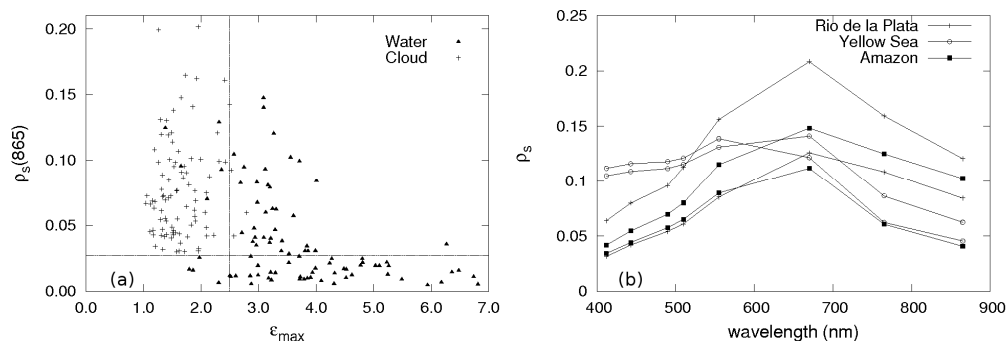 0.20
0.15
0.10
0.05
0.00
ρs(865)
Water
Cloud
(a)
0.0 1.0 2.0 3.0 4.0 5.0 6.0 7.0
εmax
0.25
0.2
0.15
0.1
0.05
0
ρs
Rio de la Plata
Yellow Sea
Amazon
(b)
400 500 600 700 800 900
wavelength (nm)